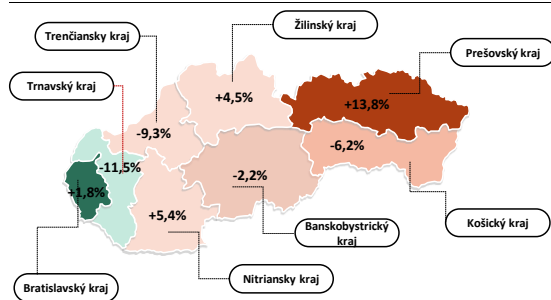 Žilinský kraj
Trenčiansky kraj
Prešovský kraj
Trnavský kraj
+4,5%
+13,8%
-9,3%
-6,2%
-11,5%
-2,2%
+1,8%
+5,4%
Košický kraj
Banskobystrický
kraj
Bratislavský kraj
Nitriansky kraj